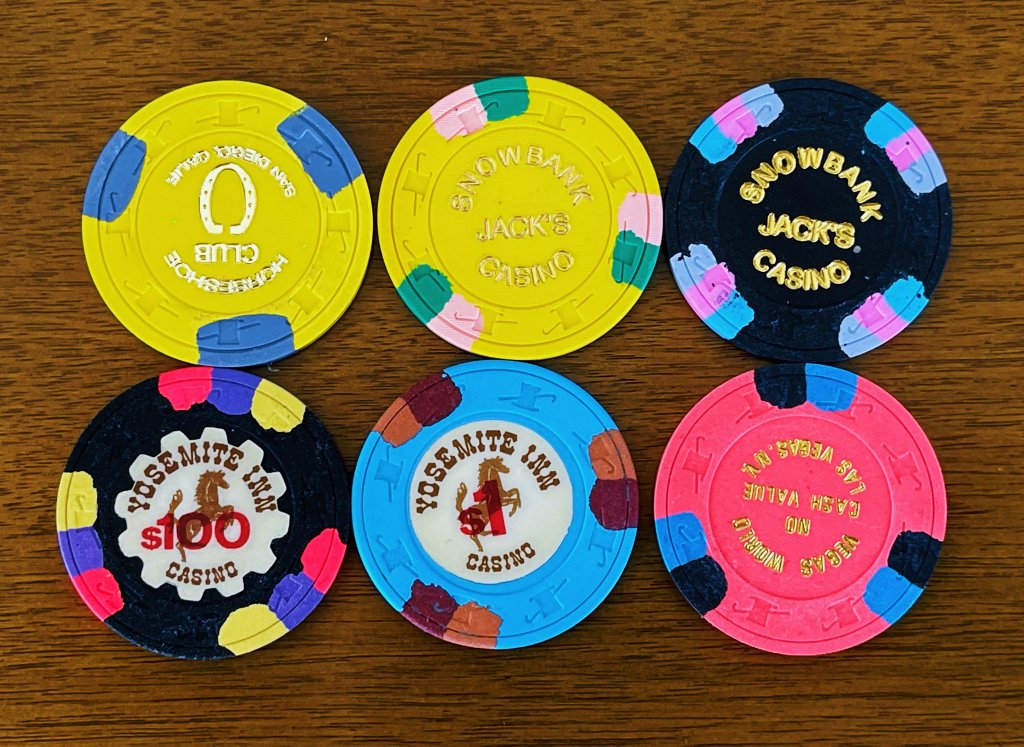 HORSESHOE
CLUB
SAN DIEGO, CALIF.
SNOWBANK
JACK'S
CASINO
SNOWBANK
JACK'S
CASINO
YOSEMITE INN
$100
CASINO
YOSEMITE INN
$1
CASINO
VEGAS WORLD
NO
CASH VALUE
LAS VEGAS, NV.